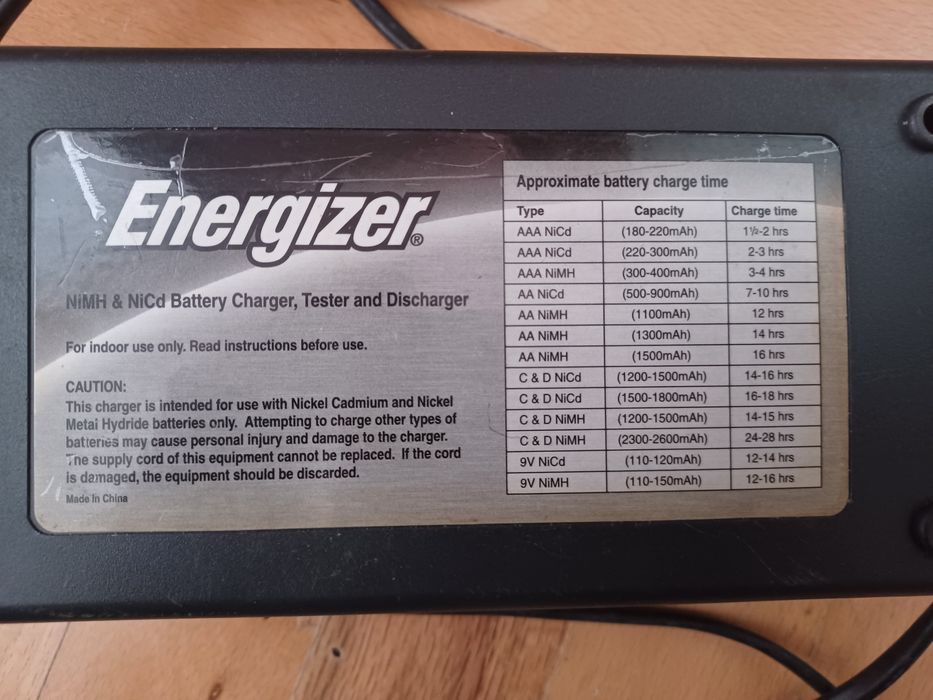 Energizer®
NiMH & NiCd Battery Charger, Tester and Discharger
For indoor use only. Read instructions before use.
CAUTION:
This charger is intended for use with Nickel Cadmium and Nickel
Metal Hydride batteries only. Attempting to charge other types of
batteries may cause personal injury and damage to the charger.
The supply cord of this equipment cannot be replaced. If the cord
is damaged, the equipment should be discarded.
Made In China
Approximate battery charge time
Type Capacity Charge time
AAA NiCd (180-220mAh) 1½-2 hrs
AAA NiCd (220-300mAh) 2-3 hrs
AAA NiMH (300-400mAh) 3-4 hrs
AA NiCd (500-900mAh) 7-10 hrs
AA NiMH (1100mAh) 12 hrs
AA NiMH (1300mAh) 14 hrs
AA NiMH (1500mAh) 16 hrs
C & D NiCd (1200-1500mAh) 14-16 hrs
C & D NiCd (1500-1800mAh) 16-18 hrs
C & D NiMH (1200-1500mAh) 14-15 hrs
C & D NiMH (2300-2600mAh) 24-28 hrs
9V NiCd (110-120mAh) 12-14 hrs
9V NiMH (110-150mAh) 12-16 hrs